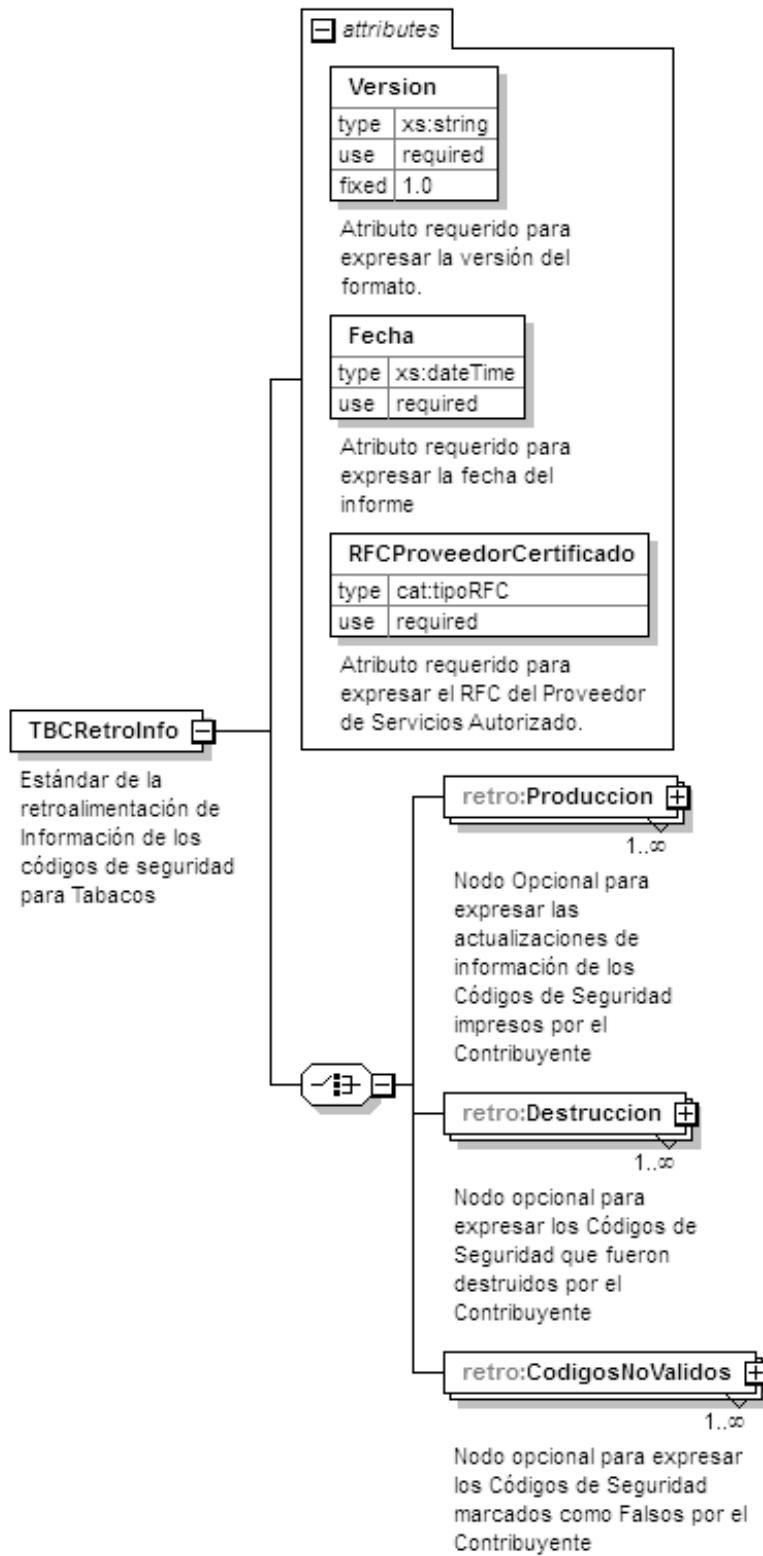 attributes
Version
type xs:string
use required
fixed 1.0
Atributo requerido para
expresar la versión del
formato.
Fecha
type xs:dateTime
use required
Atributo requerido para
expresar la fecha del
informe
RFCProveedorCertificado
type cat:tipoRFC
use required
Atributo requerido para
expresar el RFC del Proveedor
de Servicios Autorizado.
TBCRetroInfo
Estándar de la
retroalimentación de
Información de los
códigos de seguridad
para Tabacos
retro:Produccion
1..∞
Nodo Opcional para
expresar las
actualizaciones de
información de los
Códigos de Seguridad
impresos por el
Contribuyente
retro:Destruccion
1..∞
Nodo opcional para
expresar los Códigos de
Seguridad que fueron
destruidos por el
Contribuyente
retro:CodigosNoValidos
1..∞
Nodo opcional para expresar
los Códigos de Seguridad
marcados como Falsos por el
Contribuyente